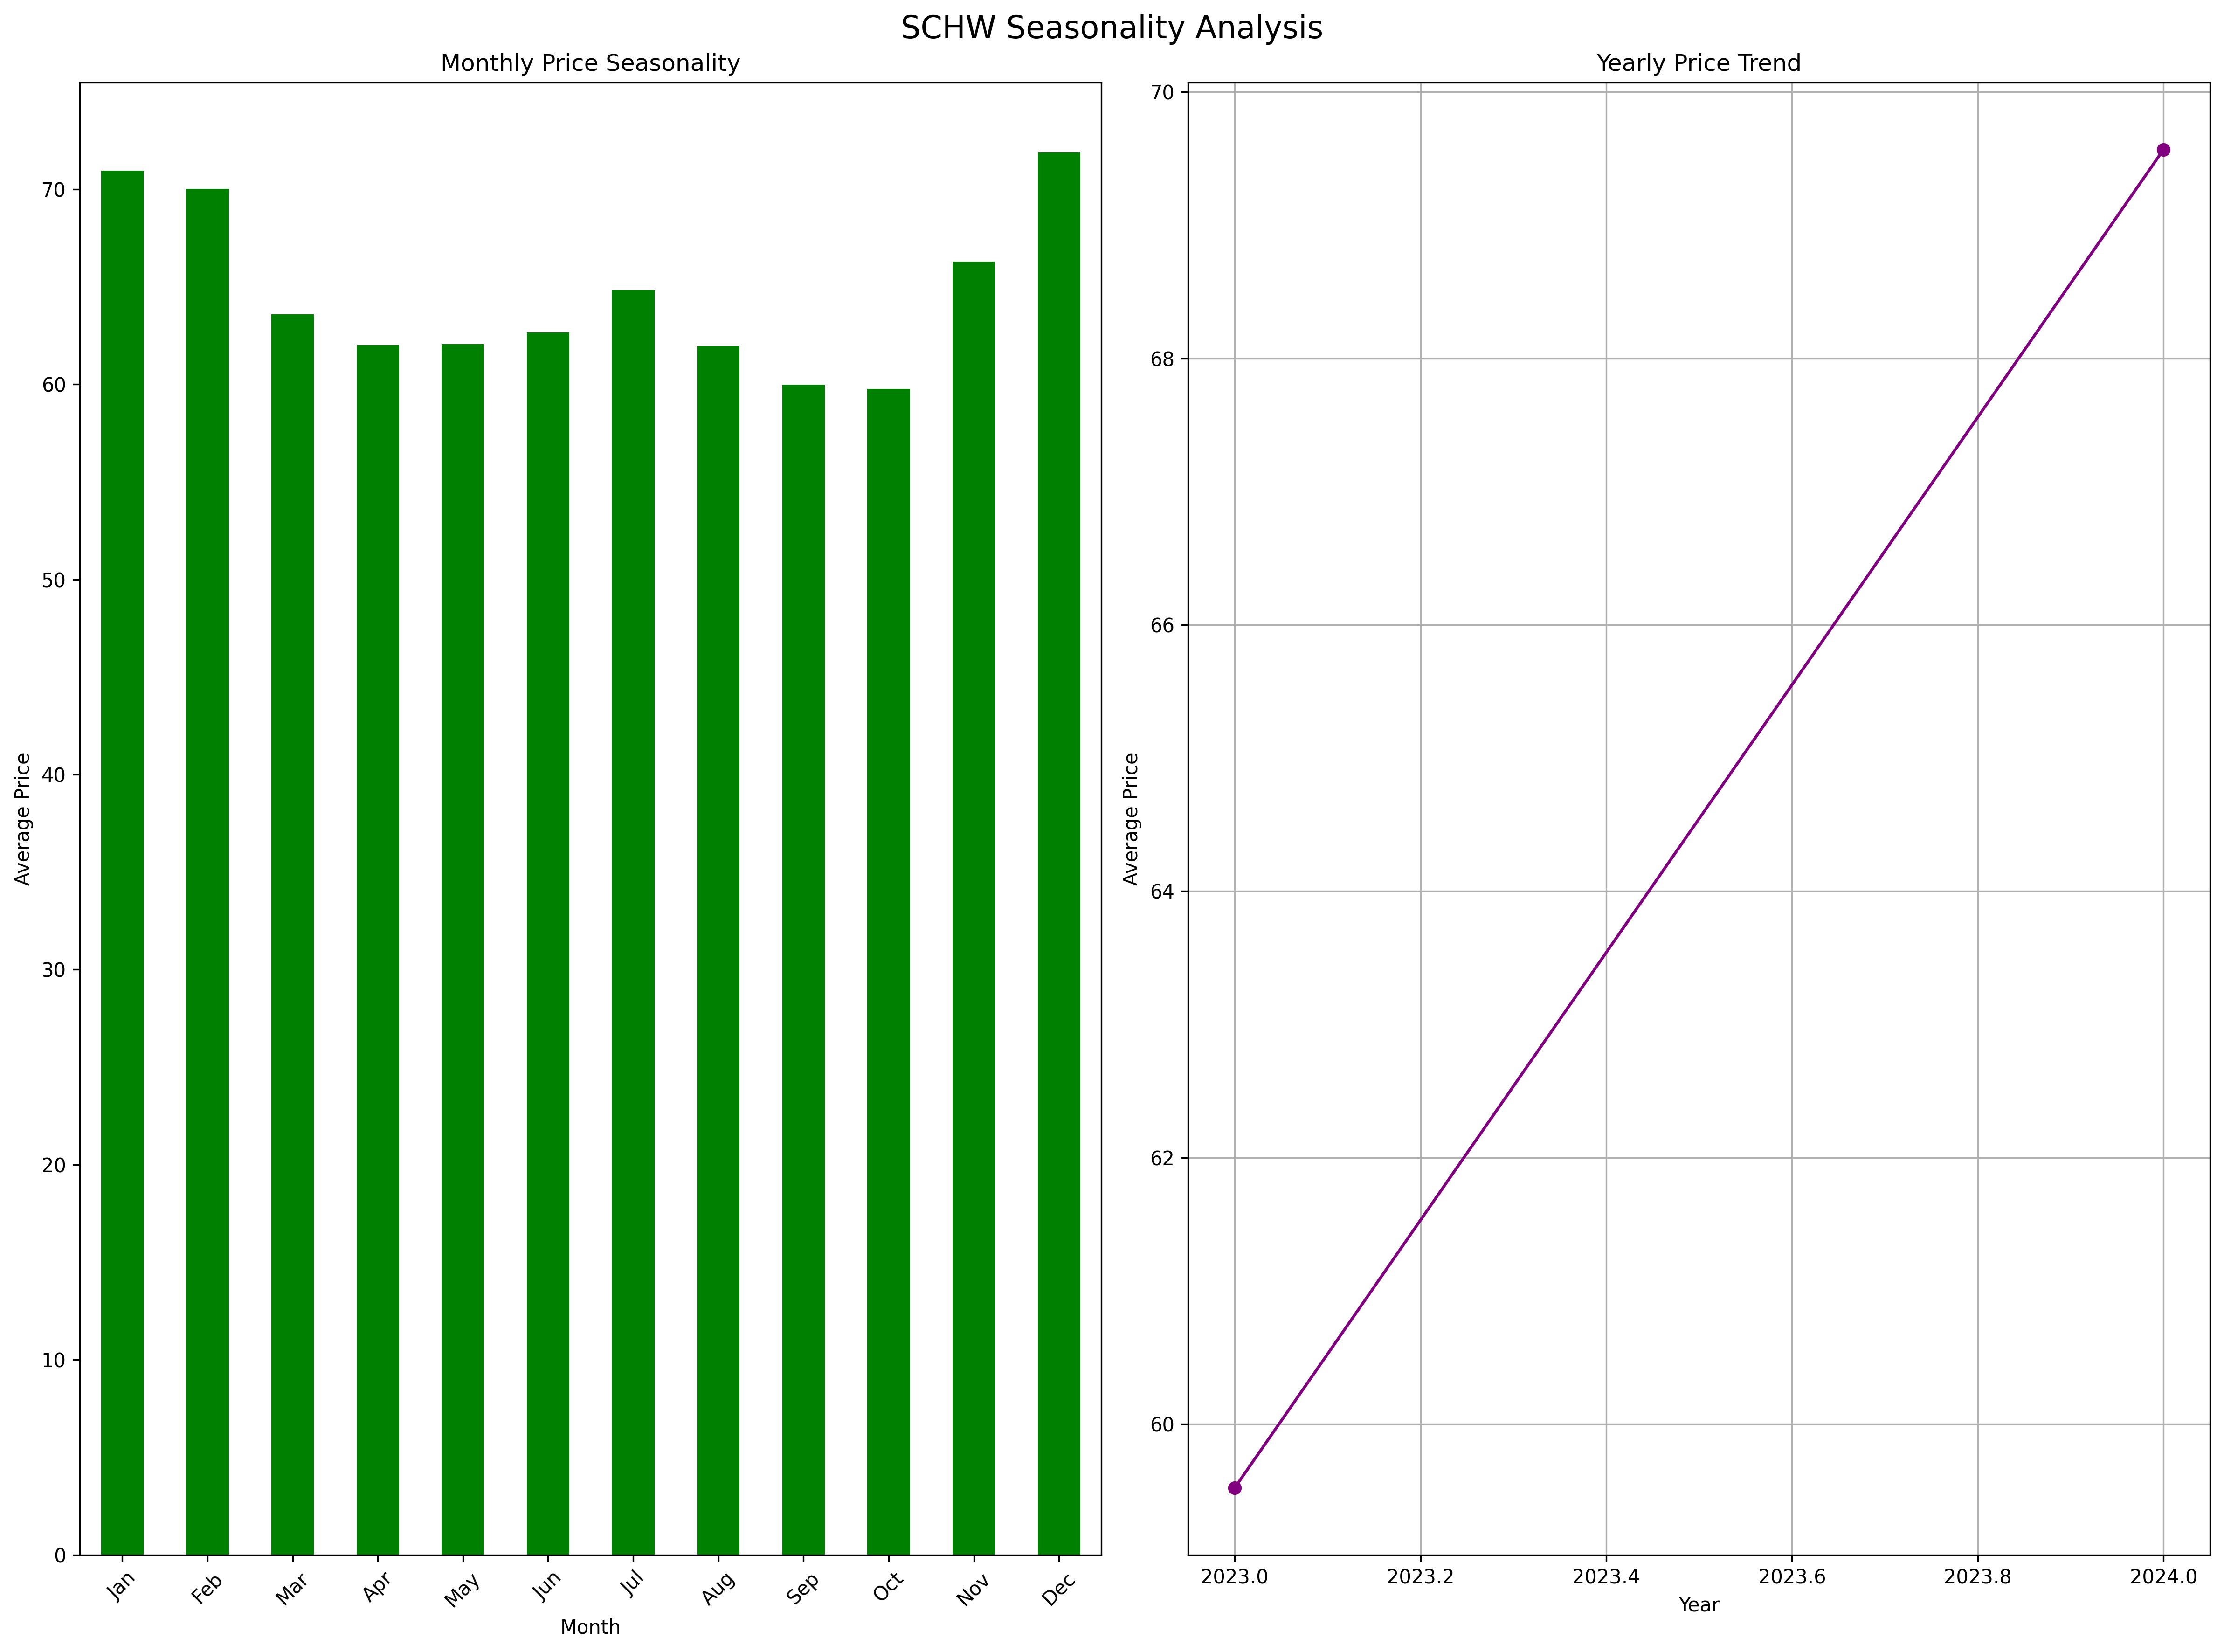 SCHW Seasonality Analysis
Monthly Price Seasonality
Average Price
70
60
50
40
30
20
10
0
Jan
Feb
Mar
Apr
May
Jun
Jul
Aug
Sep
Oct
Nov
Dec
Month
Yearly Price Trend
Average Price
70
68
66
64
62
60
2023.0
2023.2
2023.4
2023.6
2023.8
2024.0
Year